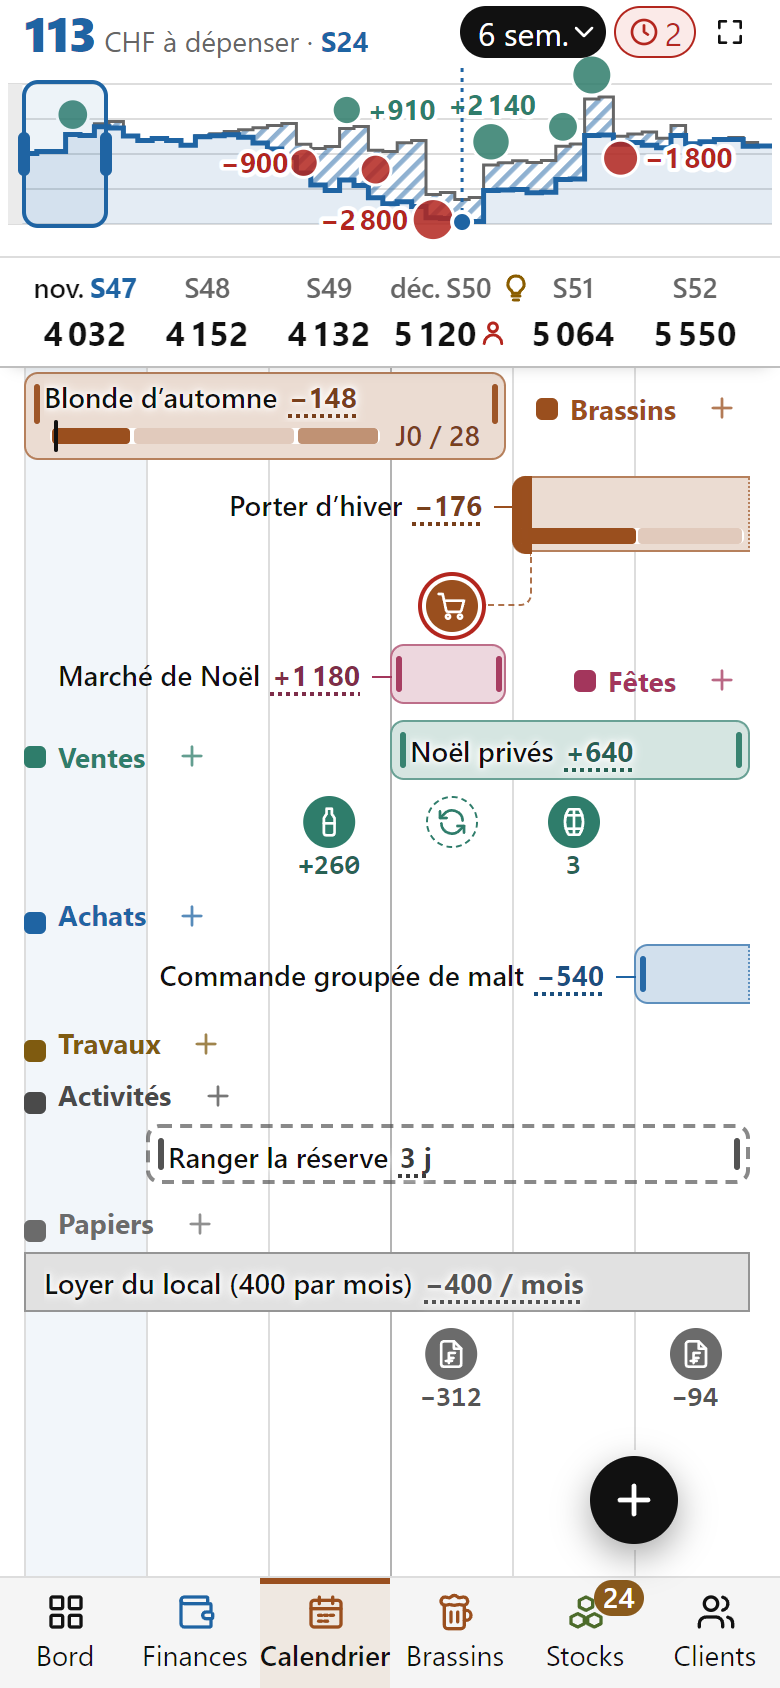 113 CHF à dépenser · S24
6 sem.
2
+910
+2 140
−900
−1 800
−2 800
nov. S47 S48 S49 déc. S50 S51 S52
4 032 4 152 4 132 5 120 5 064 5 550
Blonde d’automne −148
J0 / 28
Brassins +
Porter d’hiver −176
Marché de Noël +1 180
Fêtes +
Noël privés +640
Ventes +
+260
3
Achats +
Commande groupée de malt −540
Travaux +
Activités +
Ranger la réserve 3 j
Papiers +
Loyer du local (400 par mois) −400 / mois
−312
−94
+
24
Bord Finances Calendrier Brassins Stocks Clients